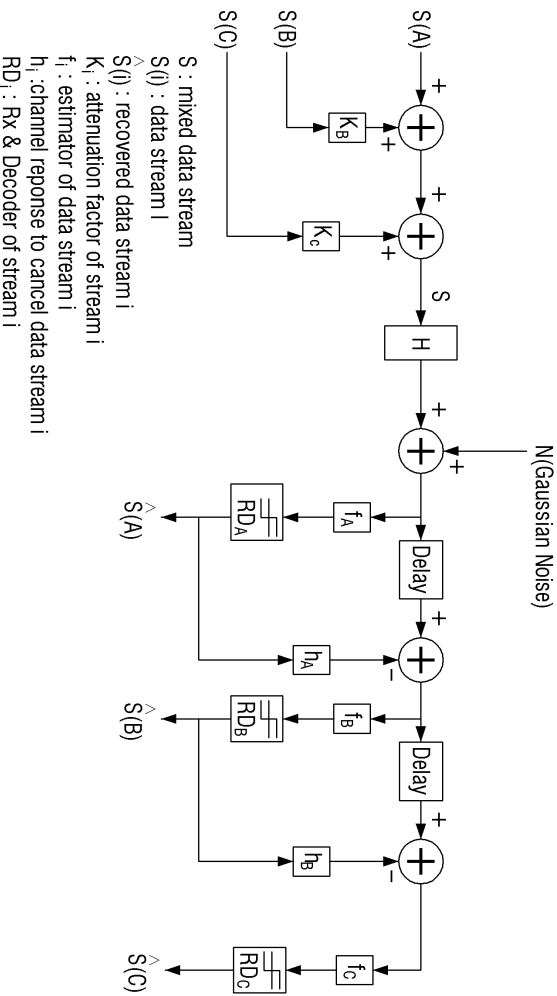 N(Gaussian Noise)
+
S(A)
+
+
S
H
+
Delay
+
Delay
+
S(B)
K_B
+
S(C)
K_C
+
f_A
h_A
-
f_B
h_B
-
f_C
RD_A
RD_B
RD_C
Ŝ(A)
Ŝ(B)
Ŝ(C)
S : mixed data stream
S(i) : data stream I
Ŝ(i) : recovered data stream i
K_i : attenuation factor of stream i
f_i : estimator of data stream i
h_i :channel reponse to cancel data stream i
RD_i : Rx & Decoder of stream i